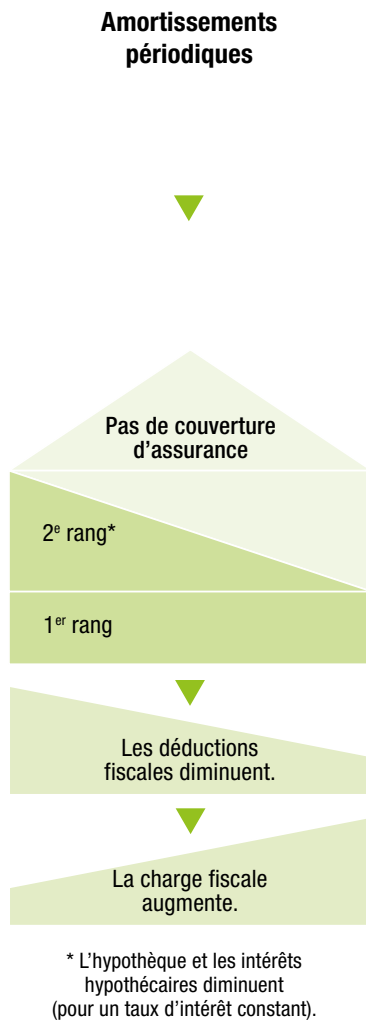 Amortissements
périodiques
Pas de couverture
d’assurance
2e rang*
1er rang
Les déductions
fiscales diminuent.
La charge fiscale
augmente.
* L’hypothèque et les intérêts
hypothécaires diminuent
(pour un taux d’intérêt constant).